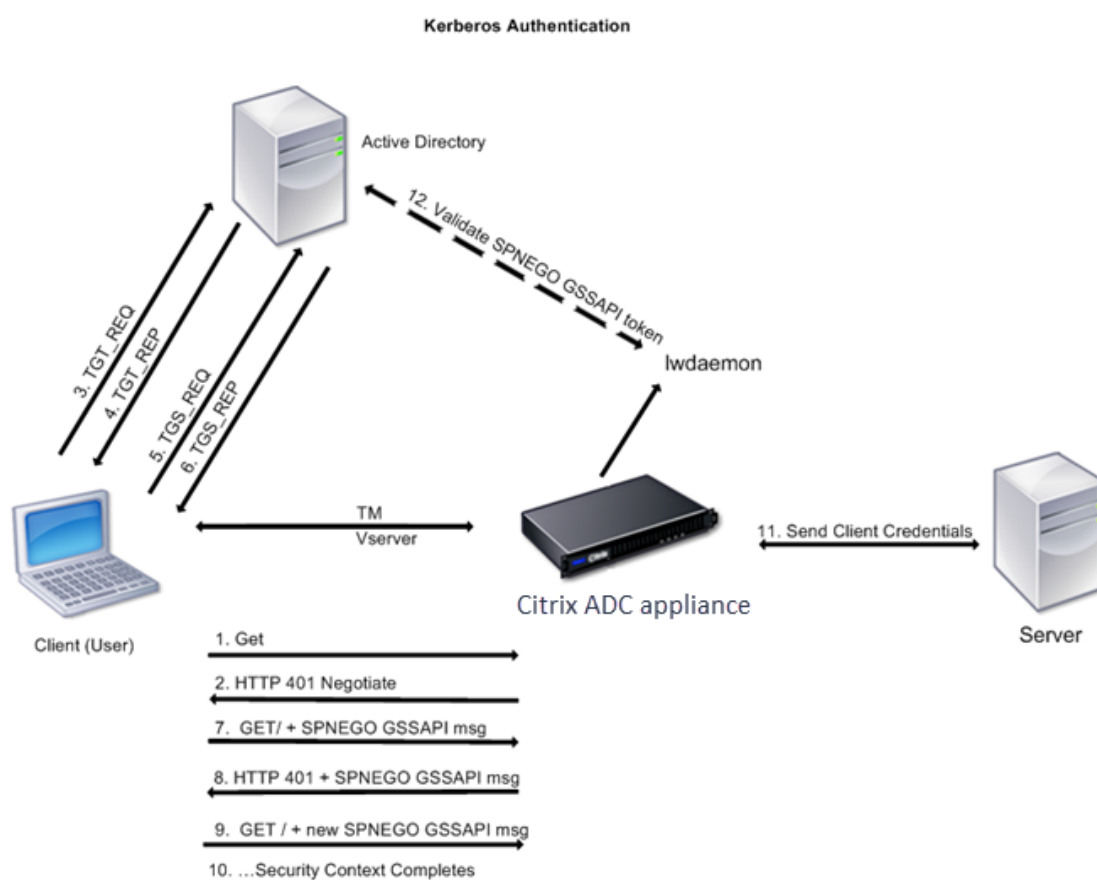 Kerberos Authentication
Active Directory
12. Validate SPNEGO GSSAPI token
lwdaemon
3. TGT_REQ
4. TGT_REP
5. TGS_REQ
6. TGS_REP
TM
Vserver
11. Send Client Credentials
Citrix
Citrix ADC appliance
Client (User)
Server
1. Get
2. HTTP 401 Negotiate
7. GET/ + SPNEGO GSSAPI msg
8. HTTP 401 + SPNEGO GSSAPI msg
9. GET / + new SPNEGO GSSAPI msg
10. ...Security Context Completes